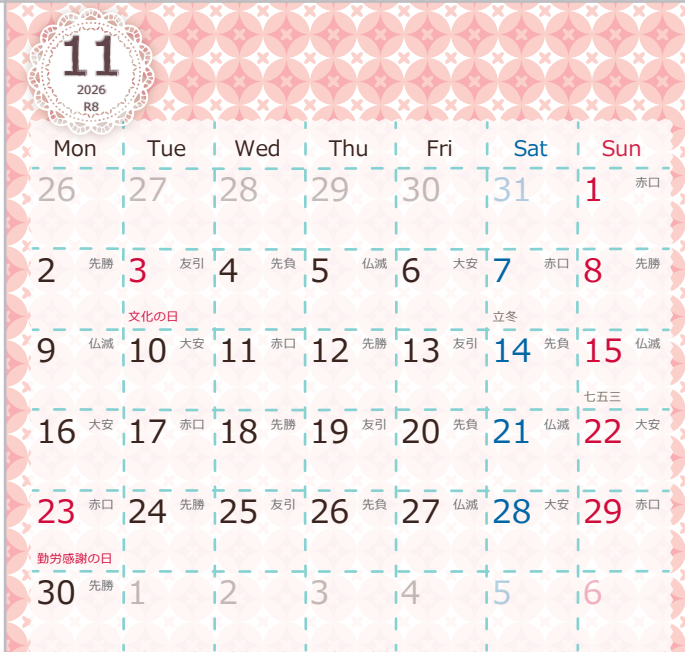 11
2026
R8
Mon Tue Wed Thu Fri Sat Sun
26 27 28 29 30 31 1 赤口
2 先勝 3 友引 4 先負 5 仏滅 6 大安 7 赤口 8 先勝
文化の日 立冬
9 仏滅 10 大安 11 赤口 12 先勝 13 友引 14 先負 15 仏滅
七五三
16 大安 17 赤口 18 先勝 19 友引 20 先負 21 仏滅 22 大安
23 赤口 24 先勝 25 友引 26 先負 27 仏滅 28 大安 29 赤口
勤労感謝の日
30 先勝 1 2 3 4 5 6